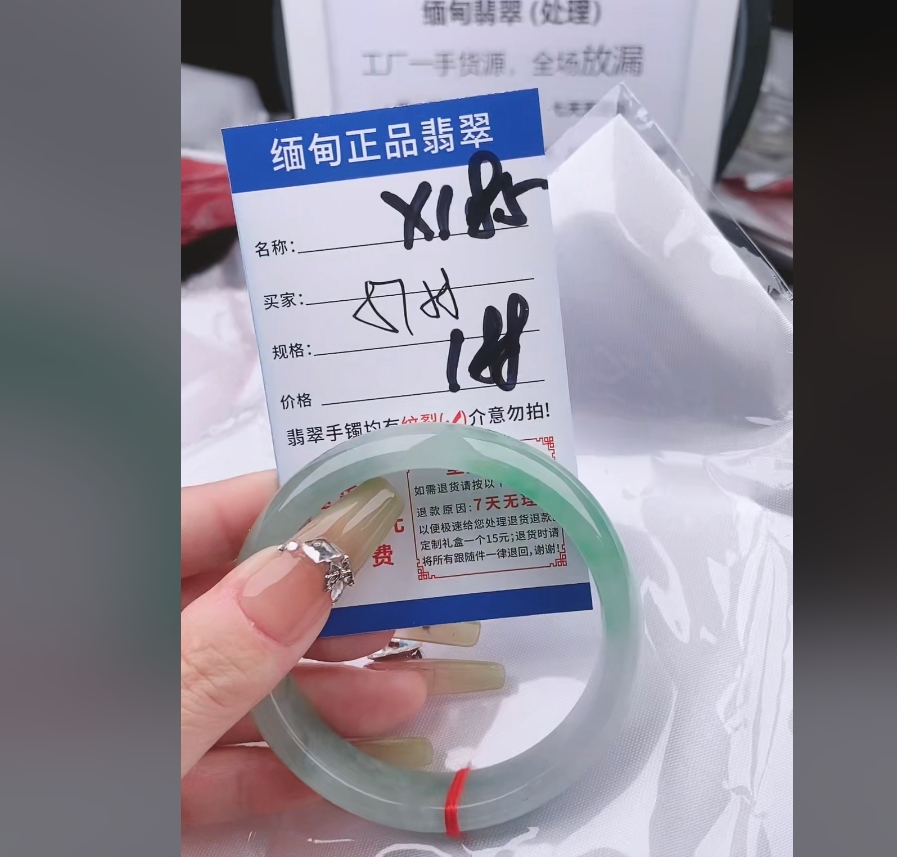 缅甸翡翠(处理)
工厂一手货源，全场放漏
缅甸正品翡翠
名称: X185
买家:
规格:
价格 188
翡翠手镯均有纹裂(
介意勿拍!
如需退货请按以
退款原因:7天无理
以便极速给您处理退货退款
定制礼盒一个15元;退货时请
将所有跟随件一律退回,谢谢!
元
费